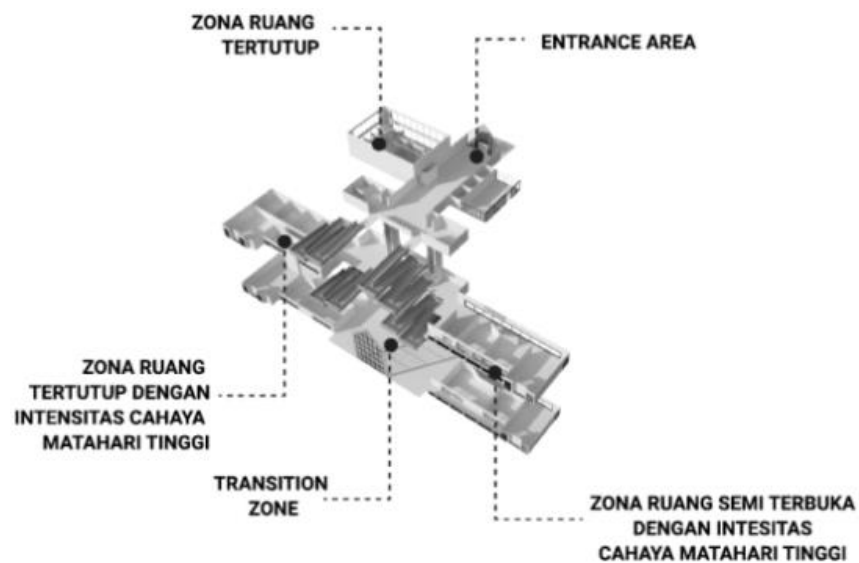 ZONA RUANG
TERTUTUP
ENTRANCE AREA
ZONA RUANG
TERTUTUP DENGAN
INTENSITAS CAHAYA
MATAHARI TINGGI
TRANSITION
ZONE
ZONA RUANG SEMI TERBUKA
DENGAN INTESITAS
CAHAYA MATAHARI TINGGI